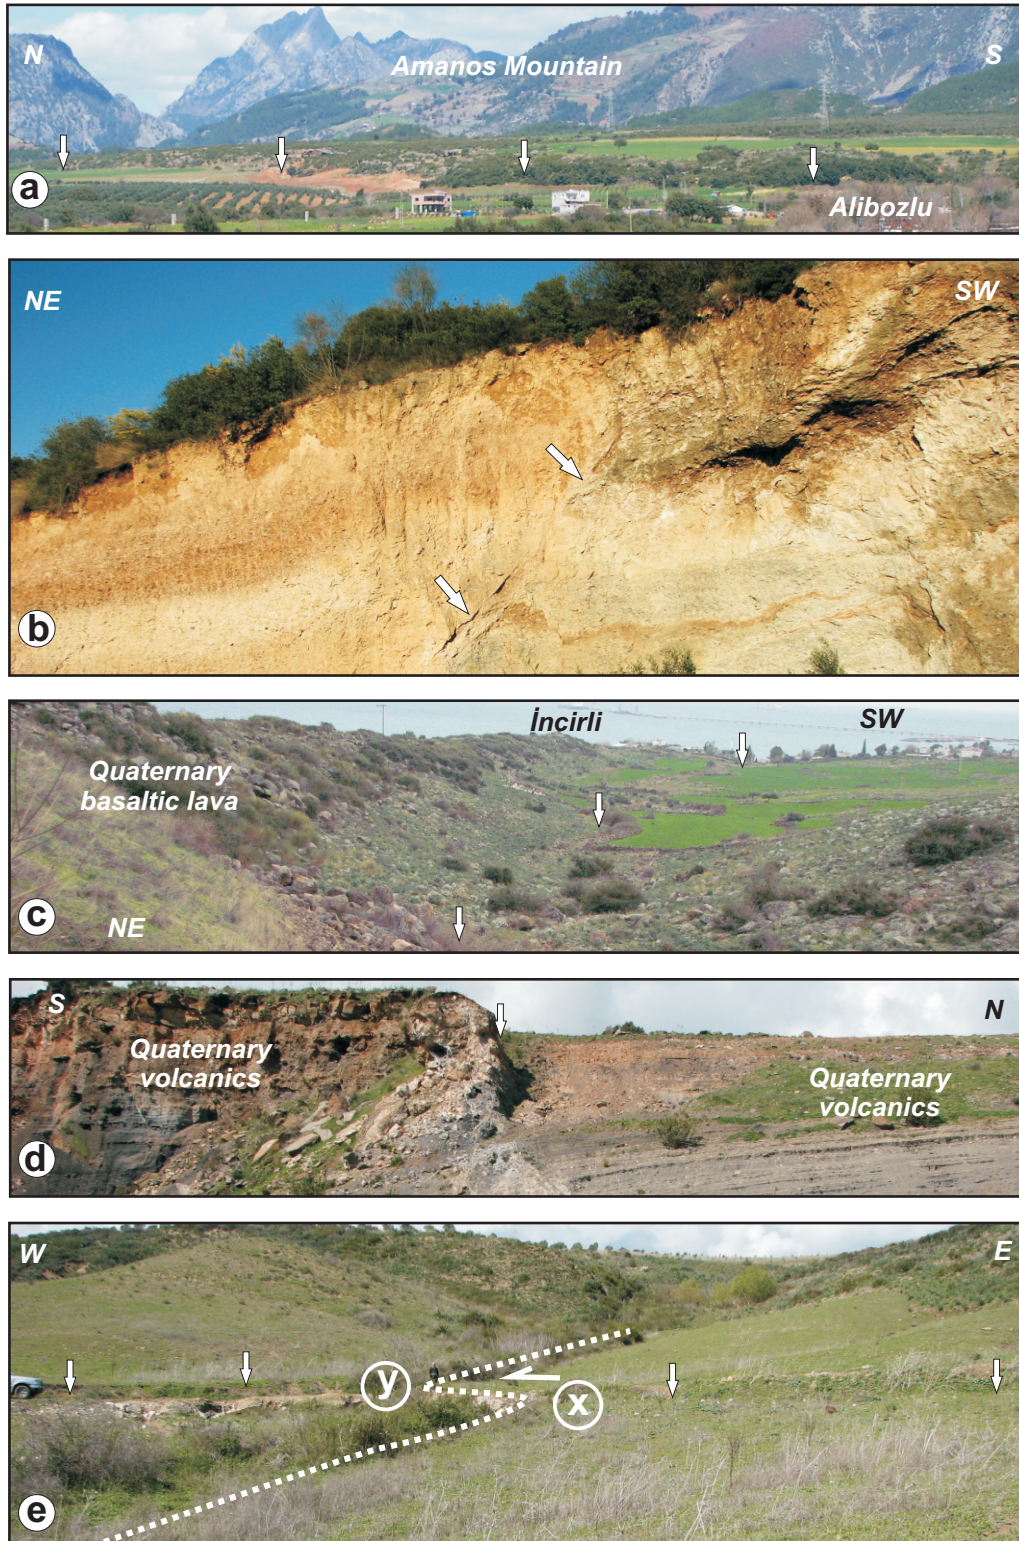 N
S
Amanos Mountain
Alibozlu
a
NE
SW
b
İncirli
SW
Quaternary
basaltic lava
NE
c
S
N
Quaternary
volcanics
Quaternary
volcanics
d
W
E
y
x
e